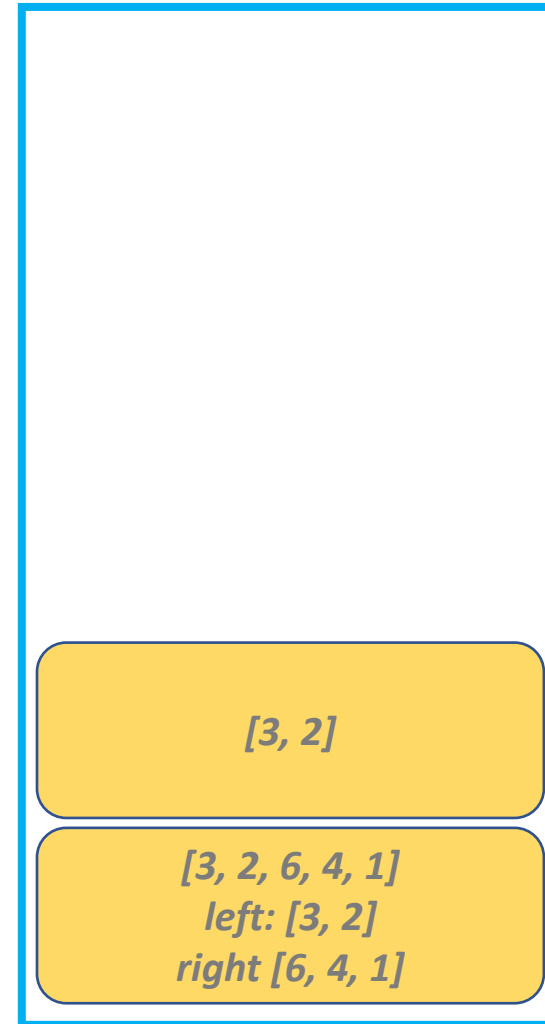 [3, 2]
[3, 2, 6, 4, 1]
left: [3, 2]
right [6, 4, 1]